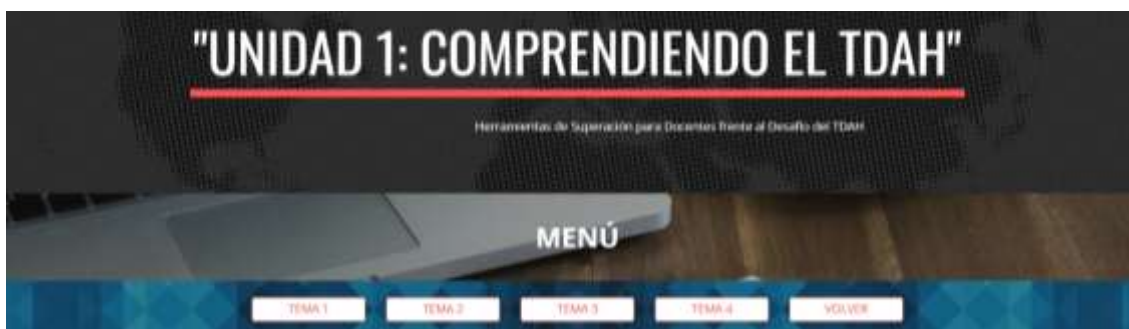 "UNIDAD 1: COMPRENDIENDO EL TDAH"
Herramientas de Superación para Docentes frente al Desafío del TDAH
MENÚ
TEMA 1 TEMA 2 TEMA 3 TEMA 4 VOLVER